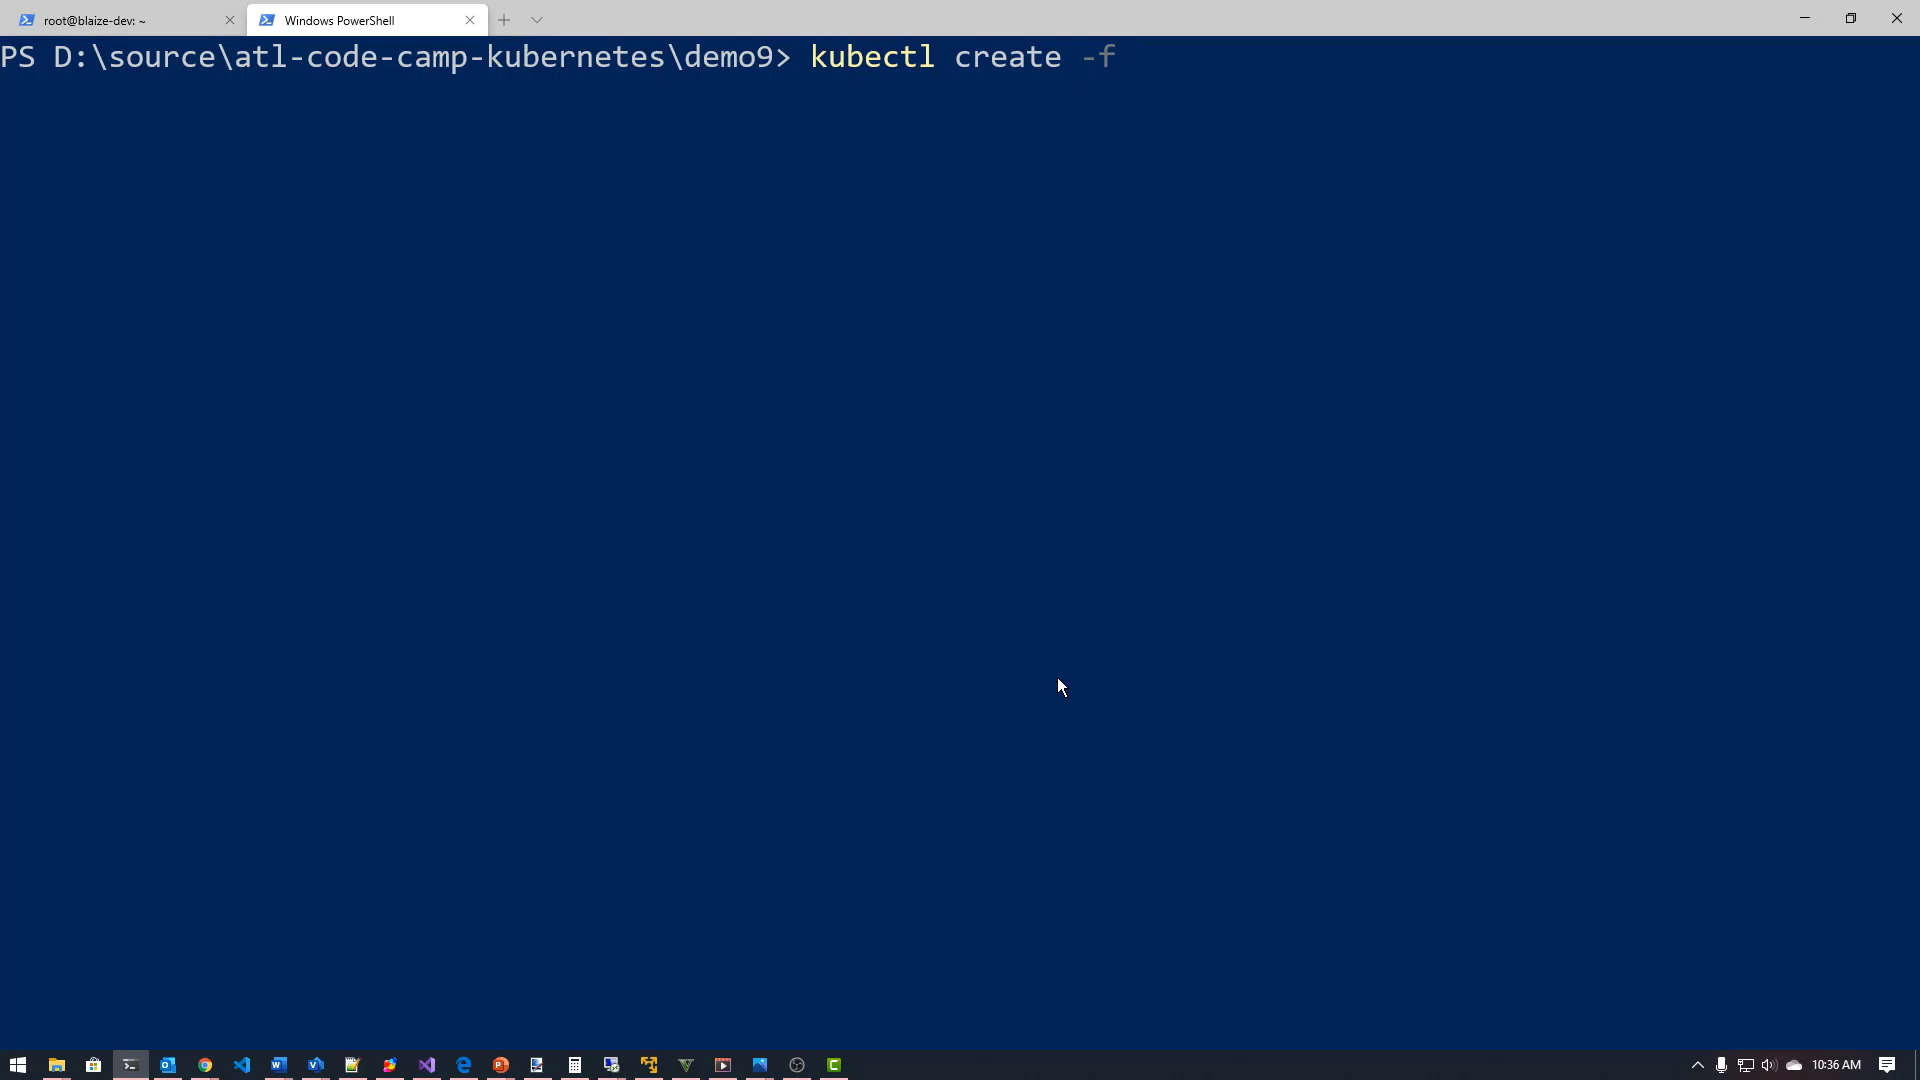 root@blaize-dev: ~
Windows PowerShell
PS D:\source\atl-code-camp-kubernetes\demo9> kubectl create -f
10:36 AM